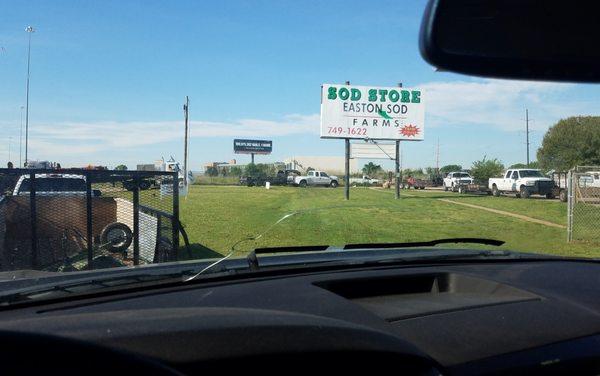 SOD STORE
EASTON SOD
FARMS
749-1622